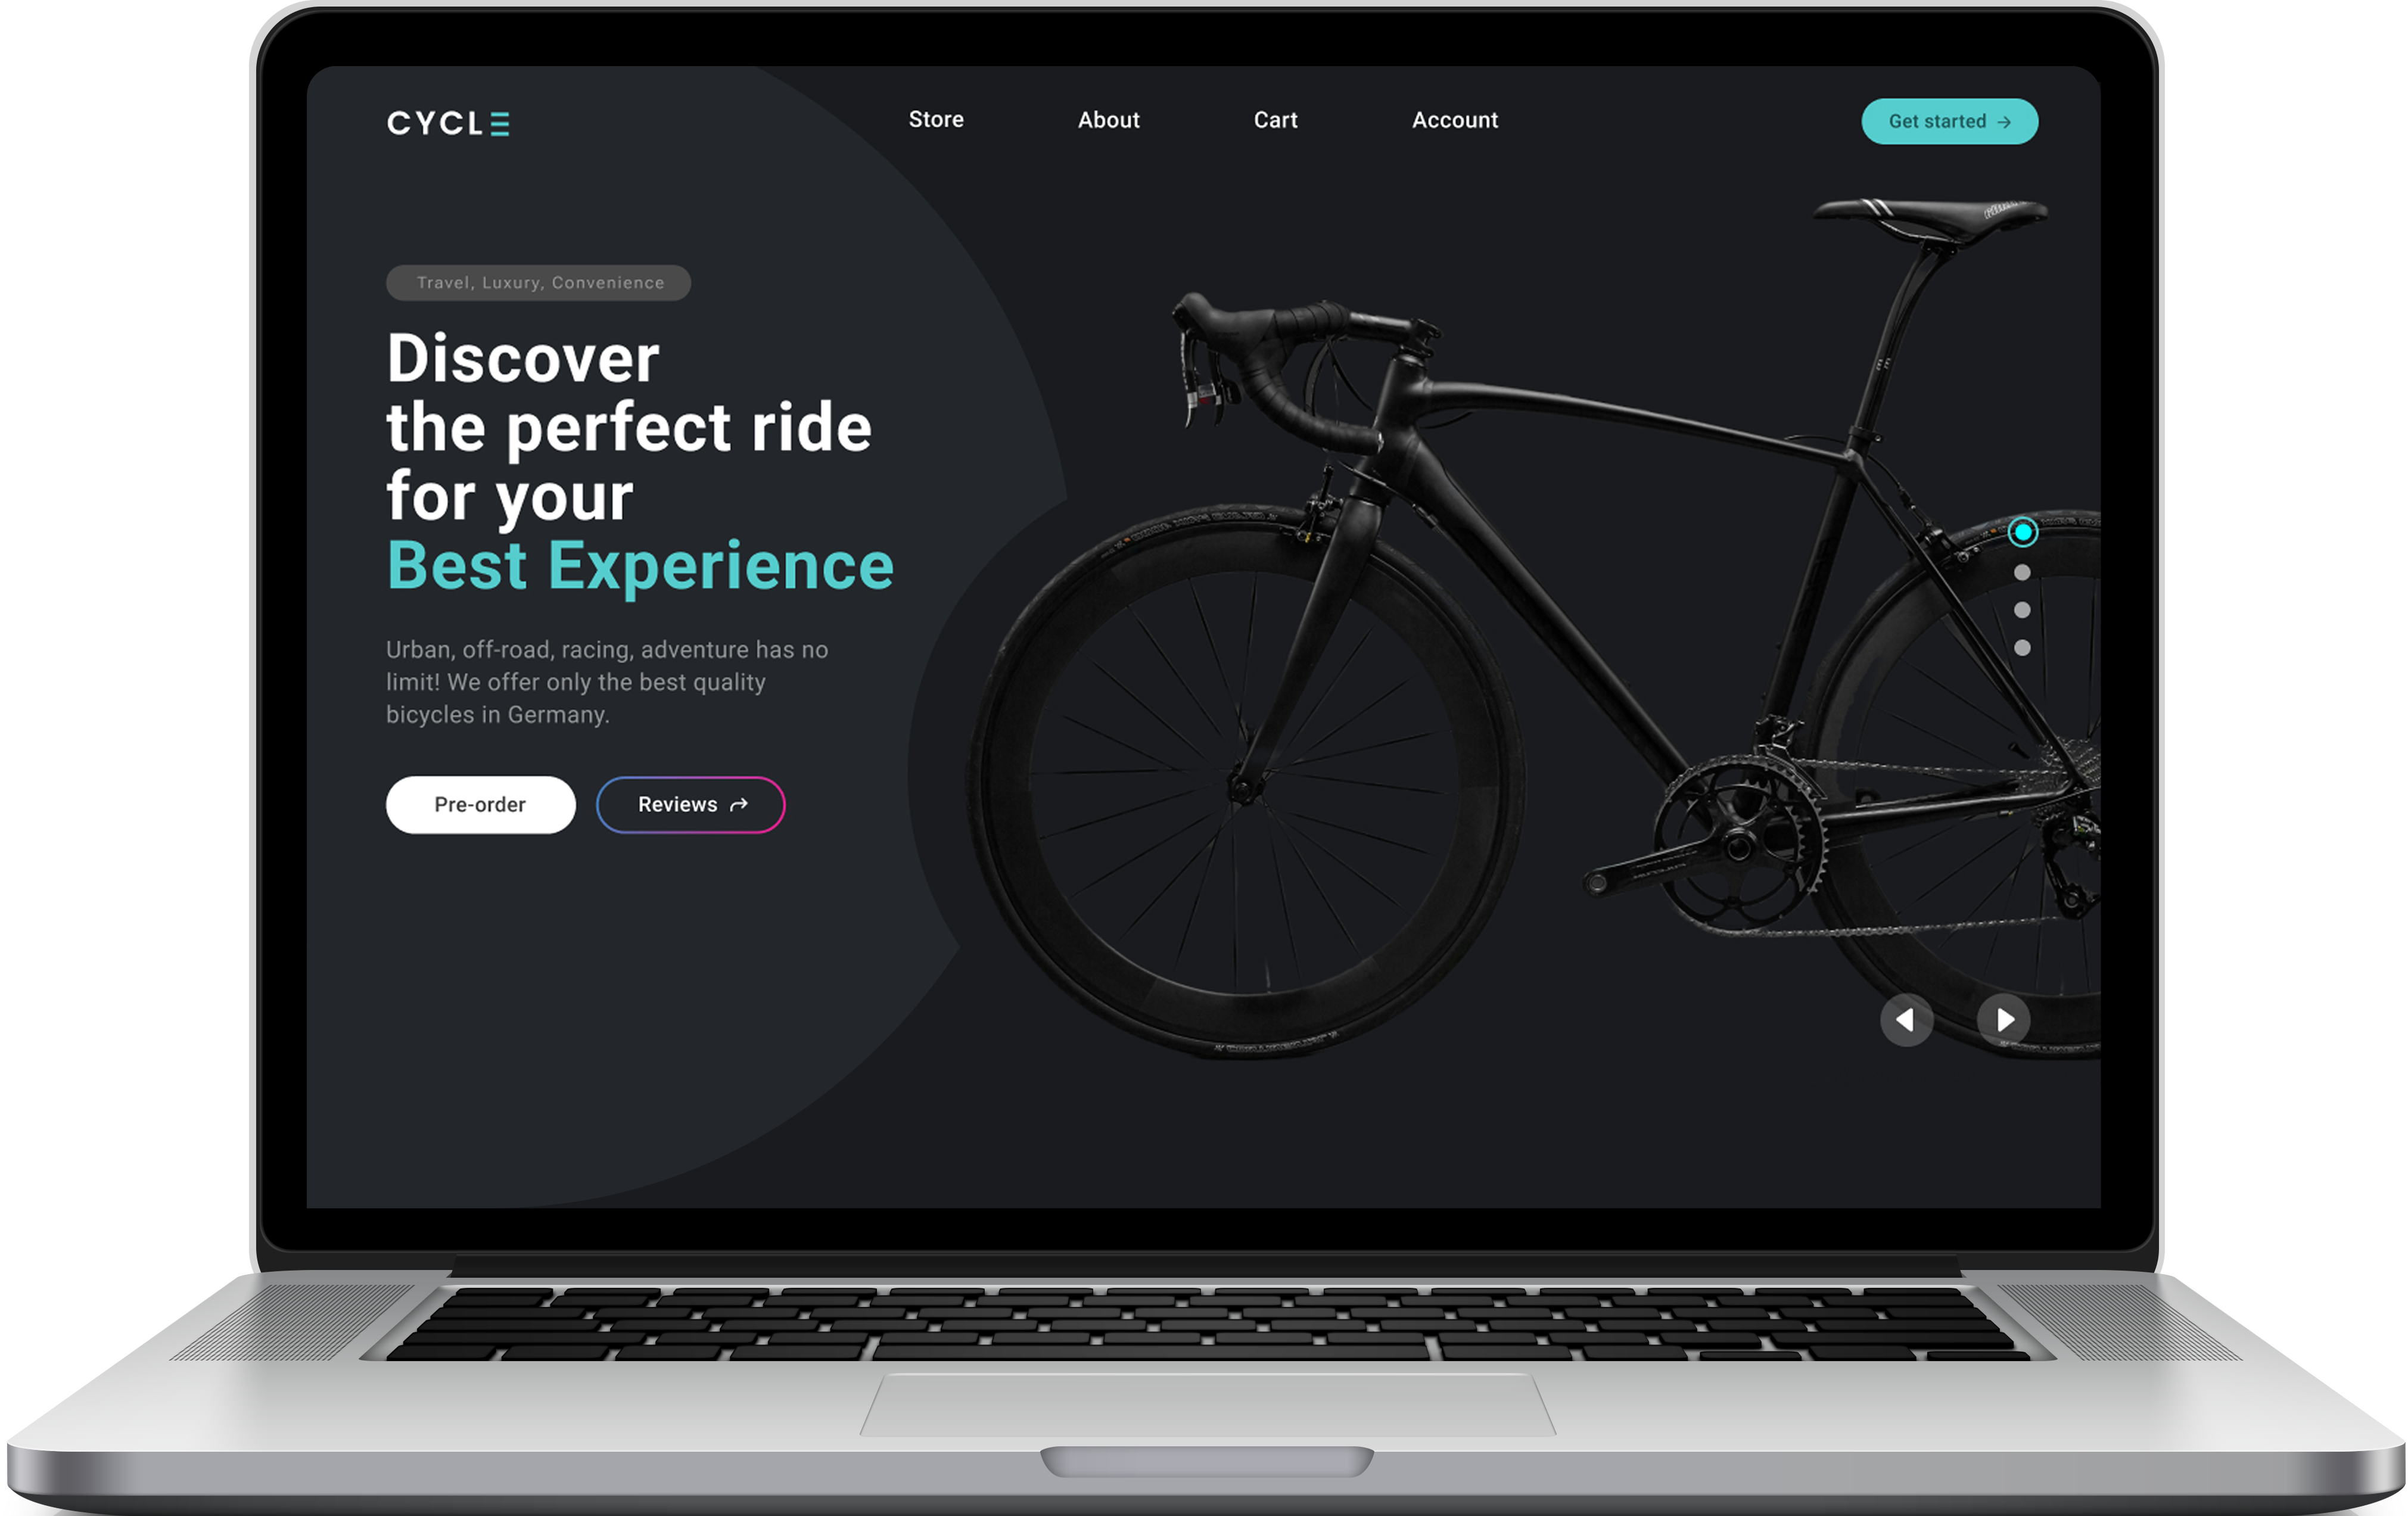 CYCLE
Store
About
Cart
Account
Get started
Travel, Luxury, Convenience
Discover
the perfect ride
for your
Best Experience
Urban, off-road, racing, adventure has no
limit! We offer only the best quality
bicycles in Germany.
Pre-order
Reviews